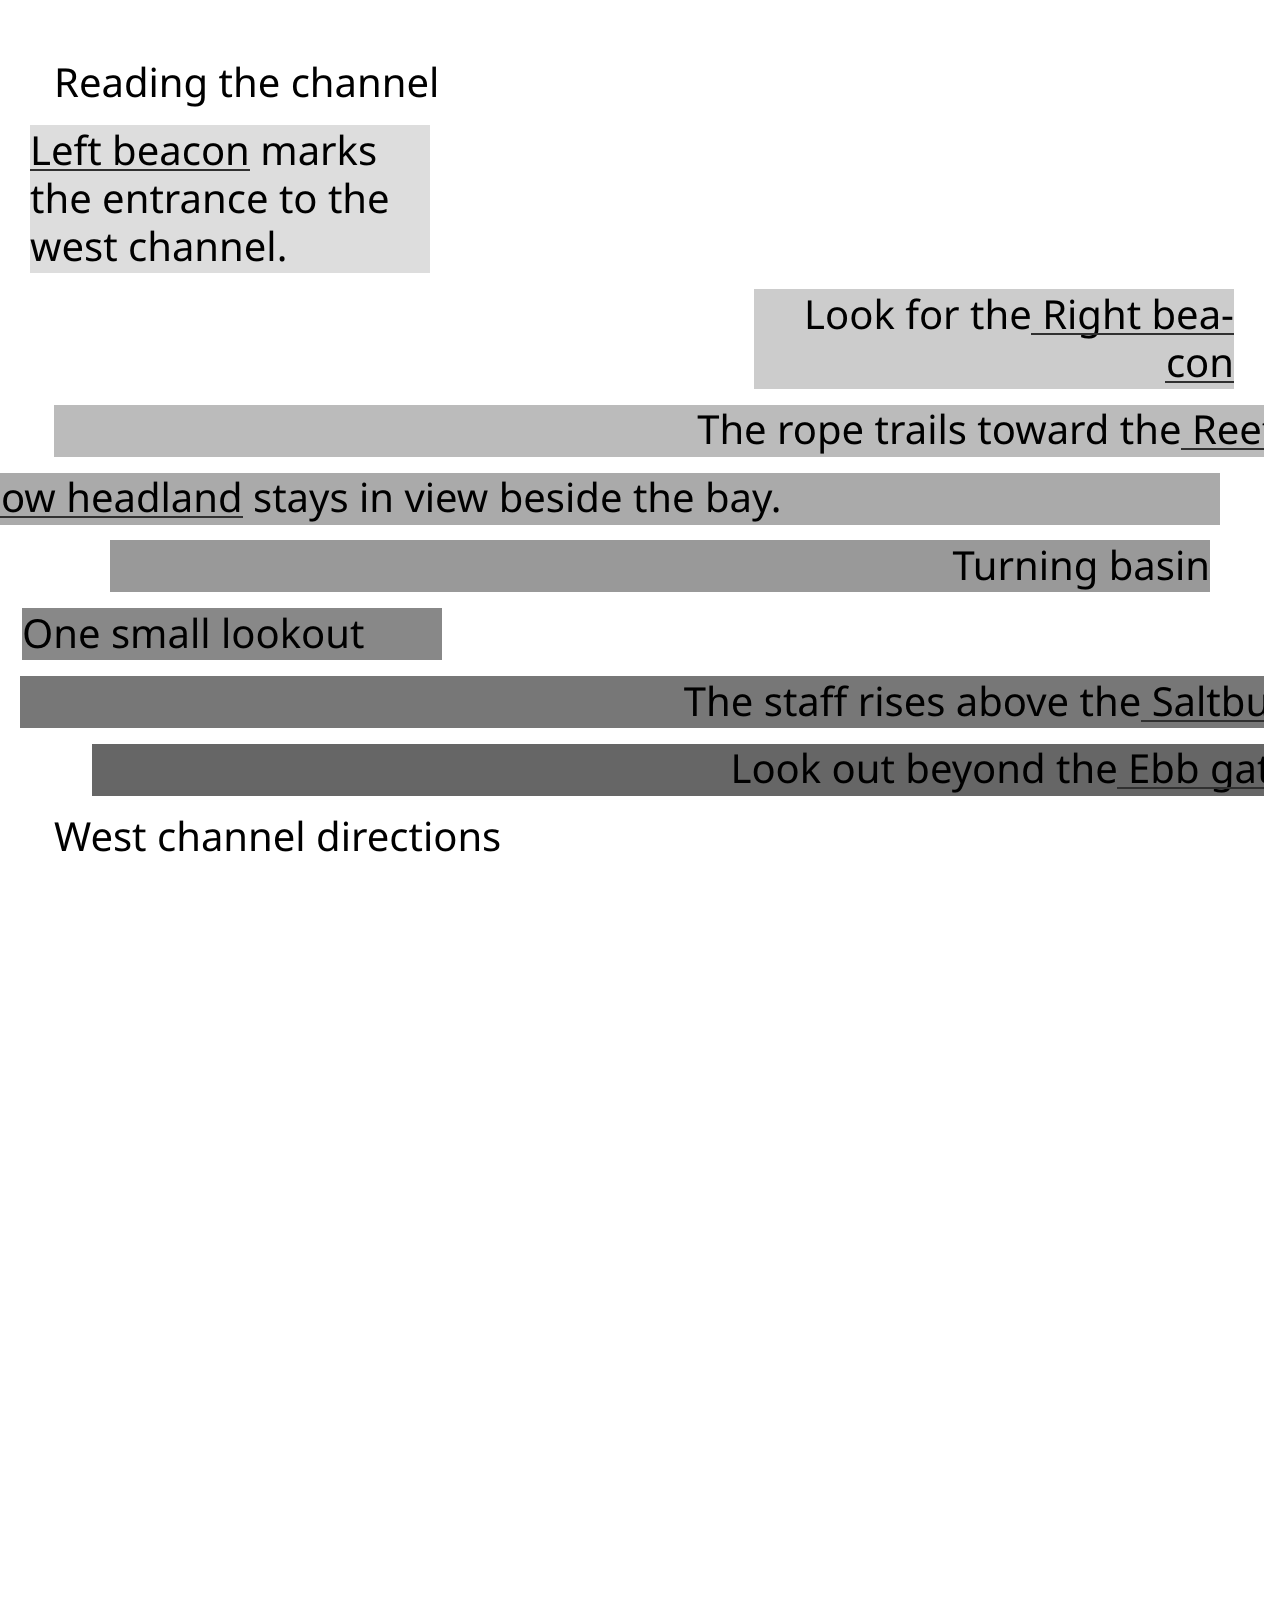 Reading the channel
Left beacon marks
the entrance to the
west channel.
Look for the Right bea-
con
The rope trails toward the
headland stays in view beside the bay.
Turning basin
One small lookout
The staff rises above the
Look out beyond the Ebb
West channel directions